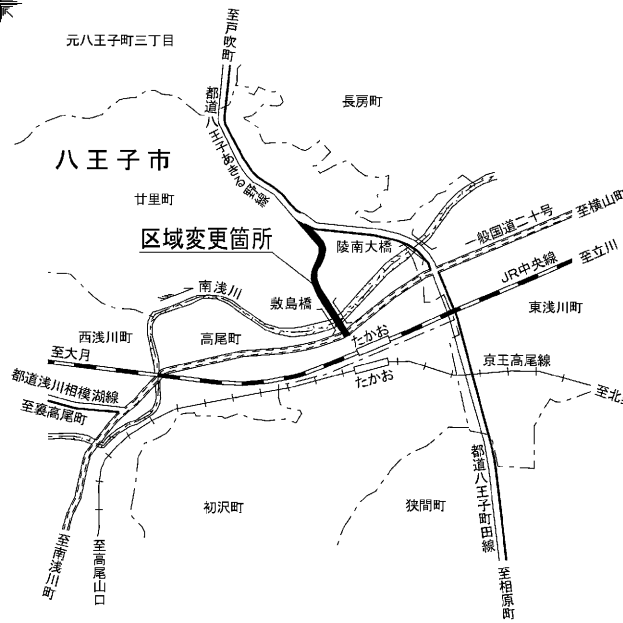 元八王子町三丁目
至戸吹町
長房町
都道八王子あきる野線
八王子市
廿里町
区域変更箇所
陵南大橋
一般国道二十号
至横山町
JR中央線
至立川
南浅川
敷島橋
東浅川町
西浅川町
高尾町
たかお
至大月
京王高尾線
たかお
都道浅川相模湖線
至裏高尾町
初沢町
狭間町
都道八王子町田線
至南浅川町
至高尾山口
至相原町